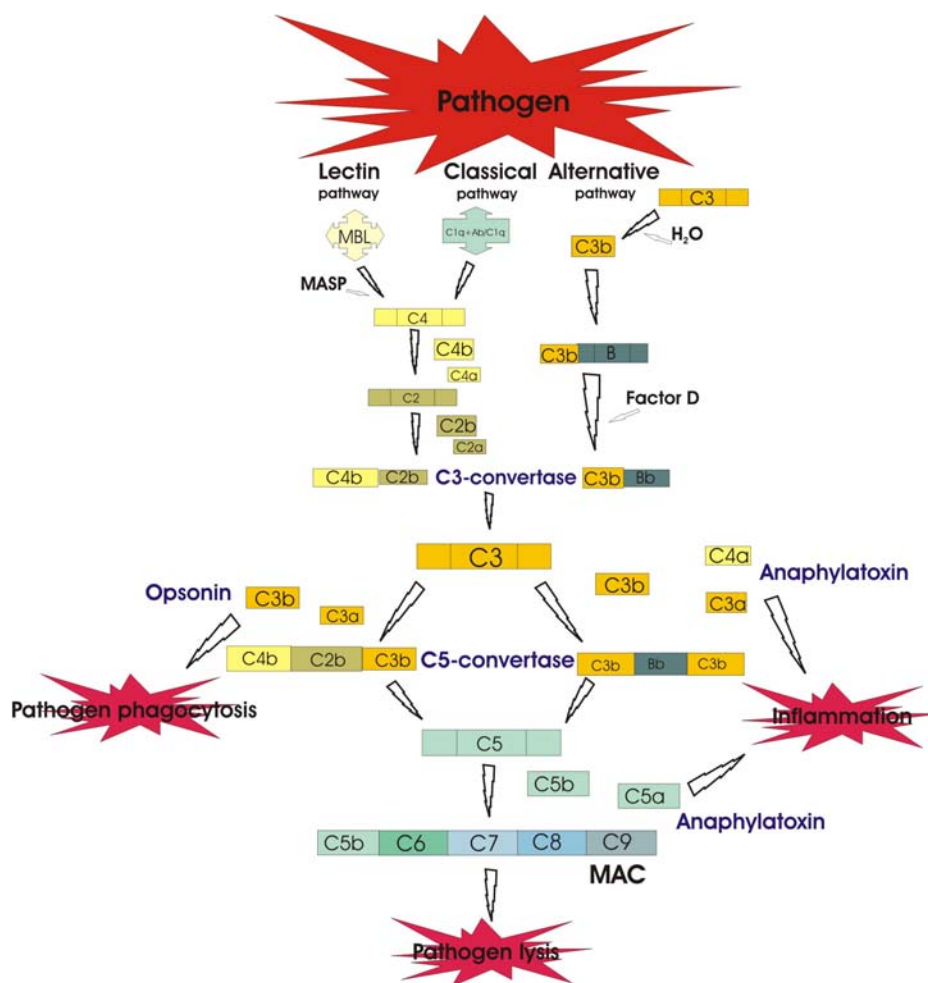 Pathogen
Lectin
pathway
Classical
pathway
Alternative
pathway
C3
MBL
C1q+Ab/C1q
C3b
H2O
MASP
C4
C4b
C4a
C3b B
C2
C2b
C2a
Factor D
C4b C2b
C3-convertase
C3b Bb
C3
C4a
Anaphylatoxin
C3b
C3a
Opsonin
C3b
C3a
C4b C2b C3b
C5-convertase
C3b Bb C3b
Pathogen phagocytosis
Inflammation
C5
C5b
C5a
Anaphylatoxin
C5b C6 C7 C8 C9
MAC
Pathogen lysis